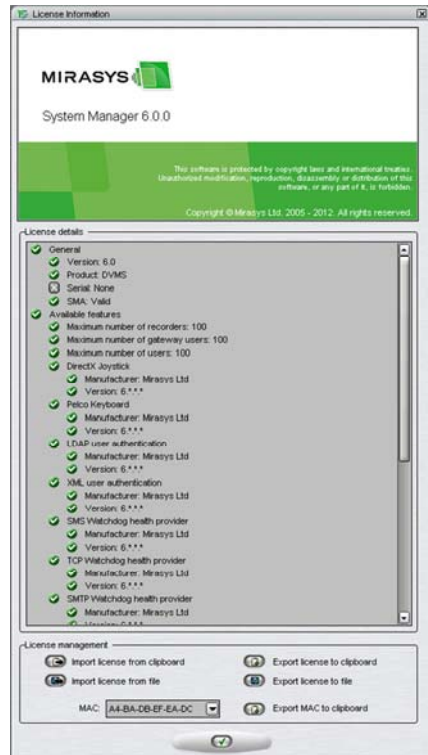 License Information
MIRASYS
System Manager 6.0.0
This software is protected by copyright laws and international treaties.
Unauthorized modification, reproduction, disassembly or distribution of this
software, or any part of it, is forbidden.
Copyright © Mirasys Ltd. 2005 - 2012. All rights reserved.
License details
General
Version: 6.0
Product: DVMS
Serial: None
SMA: Valid
Available features
Maximum number of recorders: 100
Maximum number of gateway users: 100
Maximum number of users: 100
DirectX Joystick
Manufacturer: Mirasys Ltd
Version: 6.*.*.*
Pelco Keyboard
Manufacturer: Mirasys Ltd
Version: 6.*.*.*
LDAP user authentication
Manufacturer: Mirasys Ltd
Version: 6.*.*.*
XML user authentication
Manufacturer: Mirasys Ltd
Version: 6.*.*.*
SMS Watchdog health provider
Manufacturer: Mirasys Ltd
Version: 6.*.*.*
TCP Watchdog health provider
Manufacturer: Mirasys Ltd
Version: 6.*.*.*
SMTP Watchdog health provider
Manufacturer: Mirasys Ltd
Version: 6.*.*.*
License management
Import license from clipboard
Export license to clipboard
Import license from file
Export license to file
MAC: A4-BA-DB-EF-EA-DC
Export MAC to clipboard